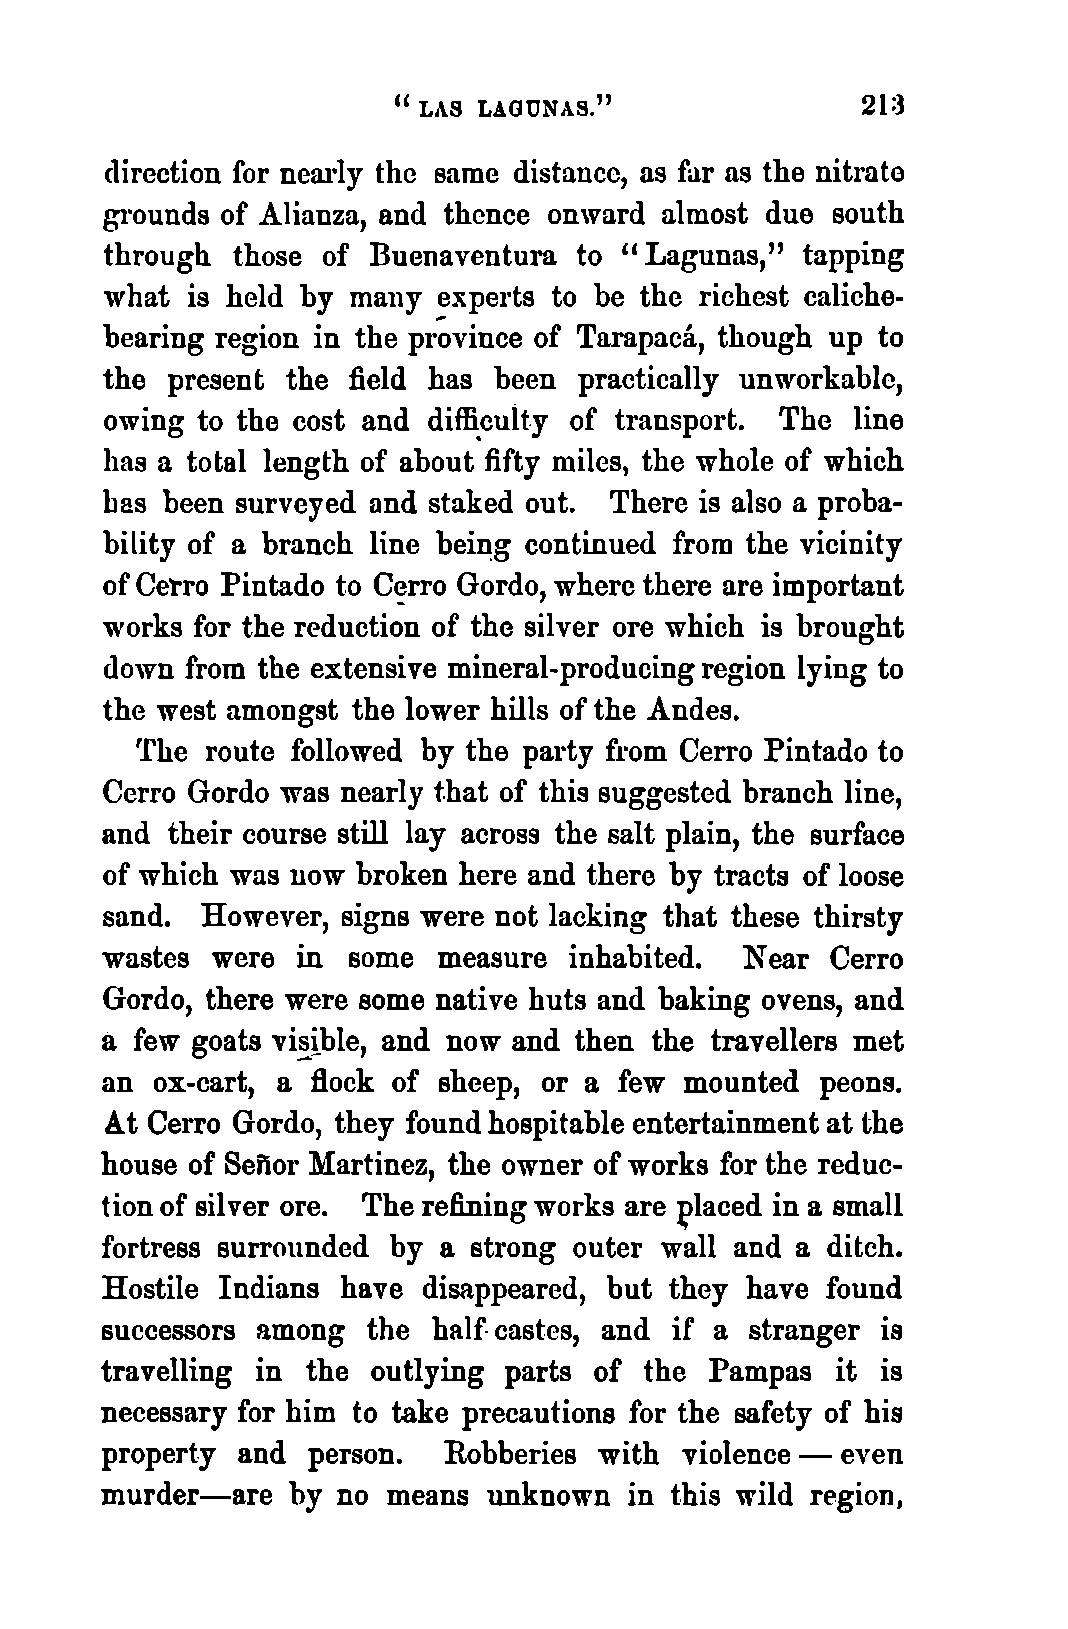 “ LAS LAGUNAS.” 213
direction for nearly the same distance, as far as the nitrate
grounds of Alianza, and thence onward almost due south
through those of Buenaventura to “Lagunas,” tapping
what is held by many experts to be the richest caliche-
bearing region in the province of Tarapacá, though up to
the present the field has been practically unworkable,
owing to the cost and difficulty of transport. The line
has a total length of about fifty miles, the whole of which
has been surveyed and staked out. There is also a proba-
bility of a branch line being continued from the vicinity
of Cerro Pintado to Cerro Gordo, where there are important
works for the reduction of the silver ore which is brought
down from the extensive mineral-producing region lying to
the west amongst the lower hills of the Andes.
The route followed by the party from Cerro Pintado to
Cerro Gordo was nearly that of this suggested branch line,
and their course still lay across the salt plain, the surface
of which was now broken here and there by tracts of loose
sand. However, signs were not lacking that these thirsty
wastes were in some measure inhabited. Near Cerro
Gordo, there were some native huts and baking ovens, and
a few goats visible, and now and then the travellers met
an ox-cart, a flock of sheep, or a few mounted peons.
At Cerro Gordo, they found hospitable entertainment at the
house of Señor Martinez, the owner of works for the reduc-
tion of silver ore. The refining works are placed in a small
fortress surrounded by a strong outer wall and a ditch.
Hostile Indians have disappeared, but they have found
successors among the half-castes, and if a stranger is
travelling in the outlying parts of the Pampas it is
necessary for him to take precautions for the safety of his
property and person. Robberies with violence — even
murder—are by no means unknown in this wild region,